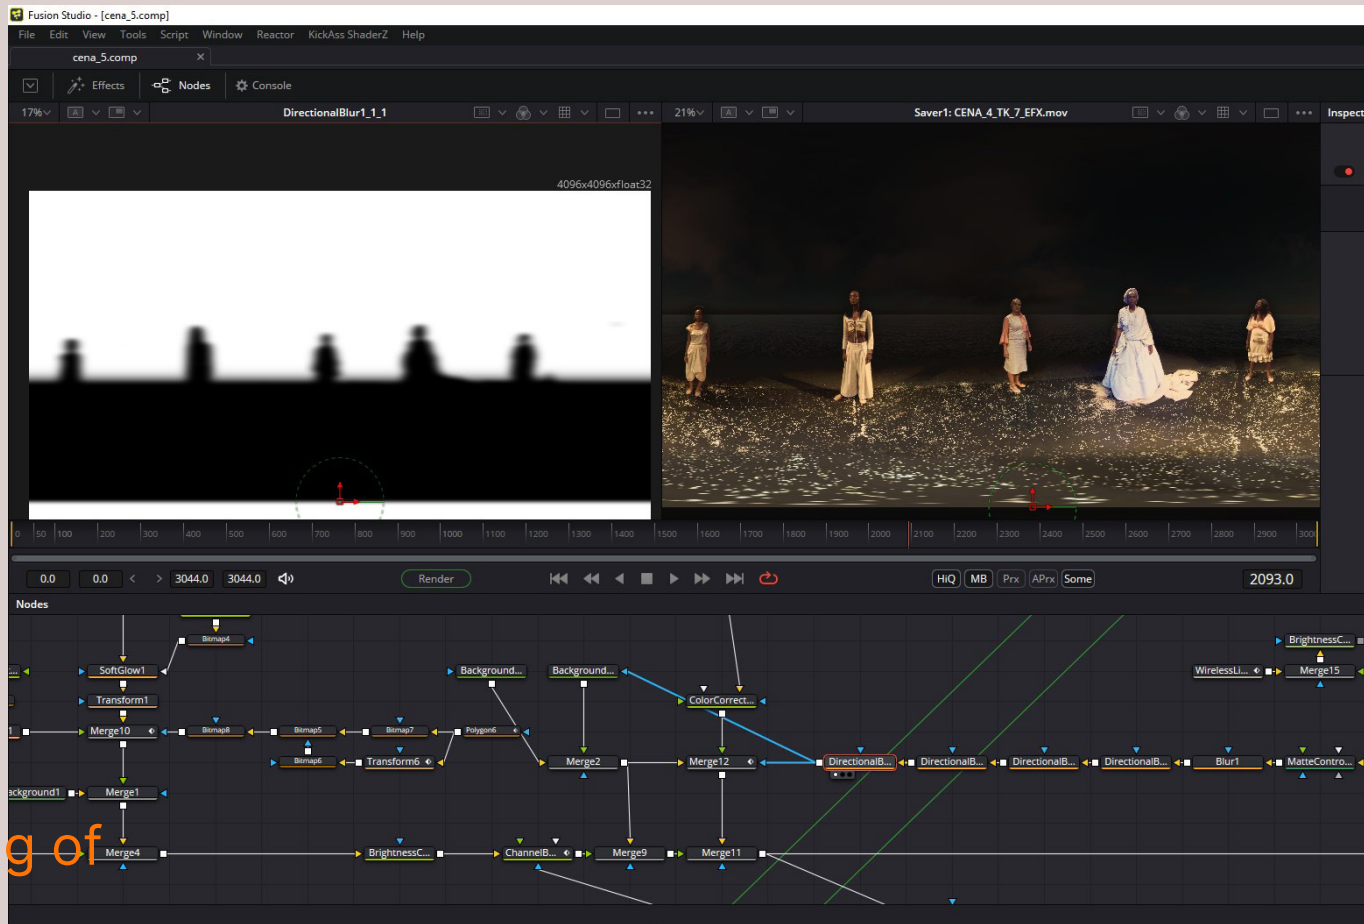 Fusion Studio - [cena_5.comp]
File Edit View Tools Script Window Reactor KickAss ShaderZ Help
cena_5.comp
Effects Nodes Console
17% DirectionalBlur1_1_1 21% Saver1: CENA_4_TK_7_EFX.mov Inspect
4096x4096xfloat32
0 50 100 200 300 400 500 600 700 800 900 1000 1100 1200 1300 1400 1500 1600 1700 1800 1900 2000 2100 2200 2300 2400 2500 2600 2700 2800 2900 3000
0.0 0.0 < > 3044.0 3044.0 Render HiQ MB Prx APrx Some 2093.0
Nodes
Bitmap4 BrightnessC...
SoftGlow1 Background... Background... WirelessLi... Merge15
Transform1 ColorCorrect...
Merge10 Bitmap8 Bitmap5 Bitmap7 Polygon6
Bitmap6 Transform6 Merge2 Merge12 DirectionalB... DirectionalB... DirectionalB... DirectionalB... Blur1 MatteContro...
ackground1 Merge1
g of
Merge4 BrightnessC... ChannelB... Merge9 Merge11